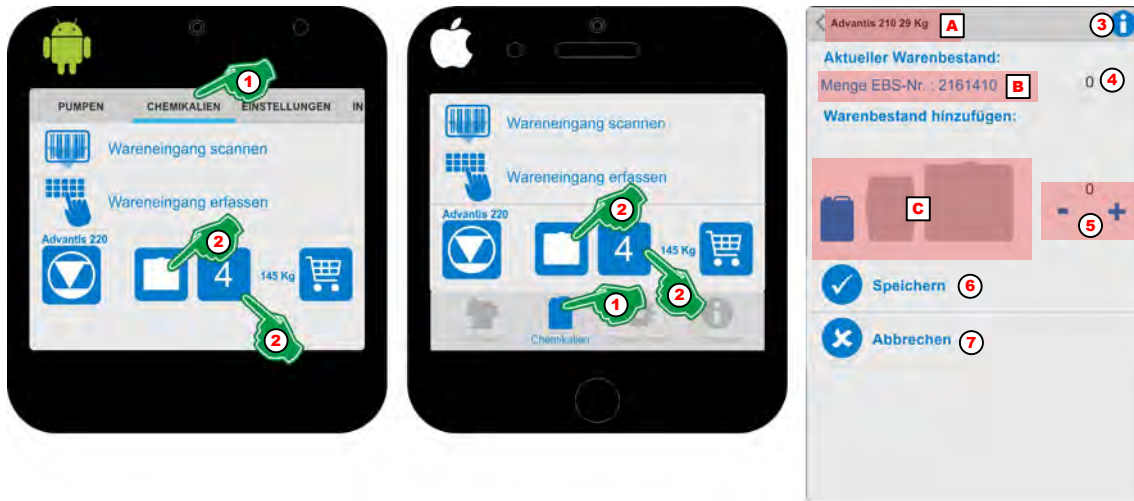 1
PUMPEN CHEMIKALIEN EINSTELLUNGEN IN
Wareneingang scannen
Wareneingang erfassen
Advantis 220
2
4
145 Kg
2
Wareneingang scannen
Wareneingang erfassen
Advantis 220
2
4
145 Kg
2
1
Chemikalien
Advantis 210 29 Kg
A
3
i
Aktueller Warenbestand:
Menge EBS-Nr. : 2161410
B
0
4
Warenbestand hinzufügen:
C
0
- +
5
Speichern
6
Abbrechen
7